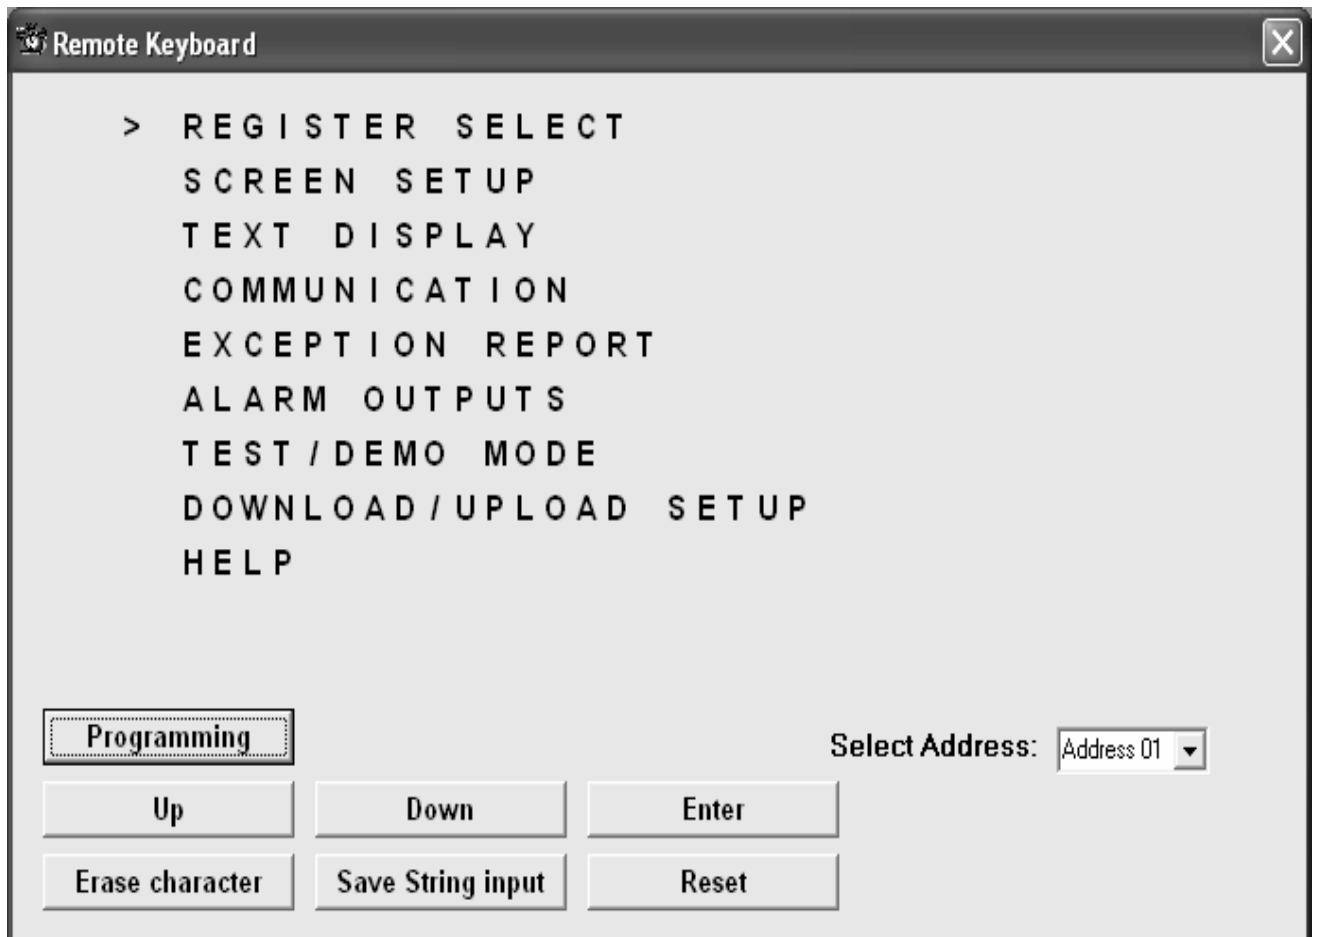 Remote Keyboard
> REGISTER SELECT
SCREEN SETUP
TEXT DISPLAY
COMMUNICATION
EXCEPTION REPORT
ALARM OUTPUTS
TEST/DEMO MODE
DOWNLOAD/UPLOAD SETUP
HELP
Programming
Select Address: Address 01
Up Down Enter
Erase character Save String input Reset